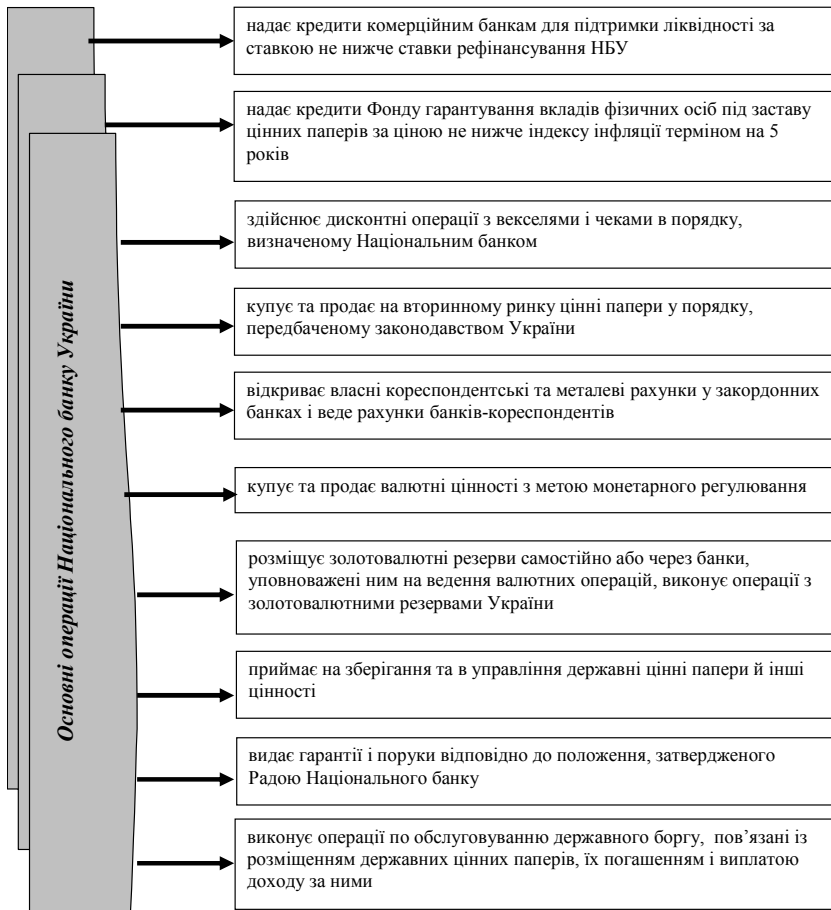 Основні операції Національного банку України
надає кредити комерційним банкам для підтримки ліквідності за
ставкою не нижче ставки рефінансування НБУ
надає кредити Фонду гарантування вкладів фізичних осіб під заставу
цінних паперів за ціною не нижче індексу інфляції терміном на 5
років
здійснює дисконтні операції з векселями і чеками в порядку,
визначеному Національним банком
купує та продає на вторинному ринку цінні папери у порядку,
передбаченому законодавством України
відкриває власні кореспондентські та металеві рахунки у закордонних
банках і веде рахунки банків-кореспондентів
купує та продає валютні цінності з метою монетарного регулювання
розміщує золотовалютні резерви самостійно або через банки,
уповноважені ним на ведення валютних операцій, виконує операції з
золотовалютними резервами України
приймає на зберігання та в управління державні цінні папери й інші
цінності
видає гарантії і поруки відповідно до положення, затвердженого
Радою Національного банку
виконує операції по обслуговуванню державного боргу, пов’язані із
розміщенням державних цінних паперів, їх погашенням і виплатою
доходу за ними